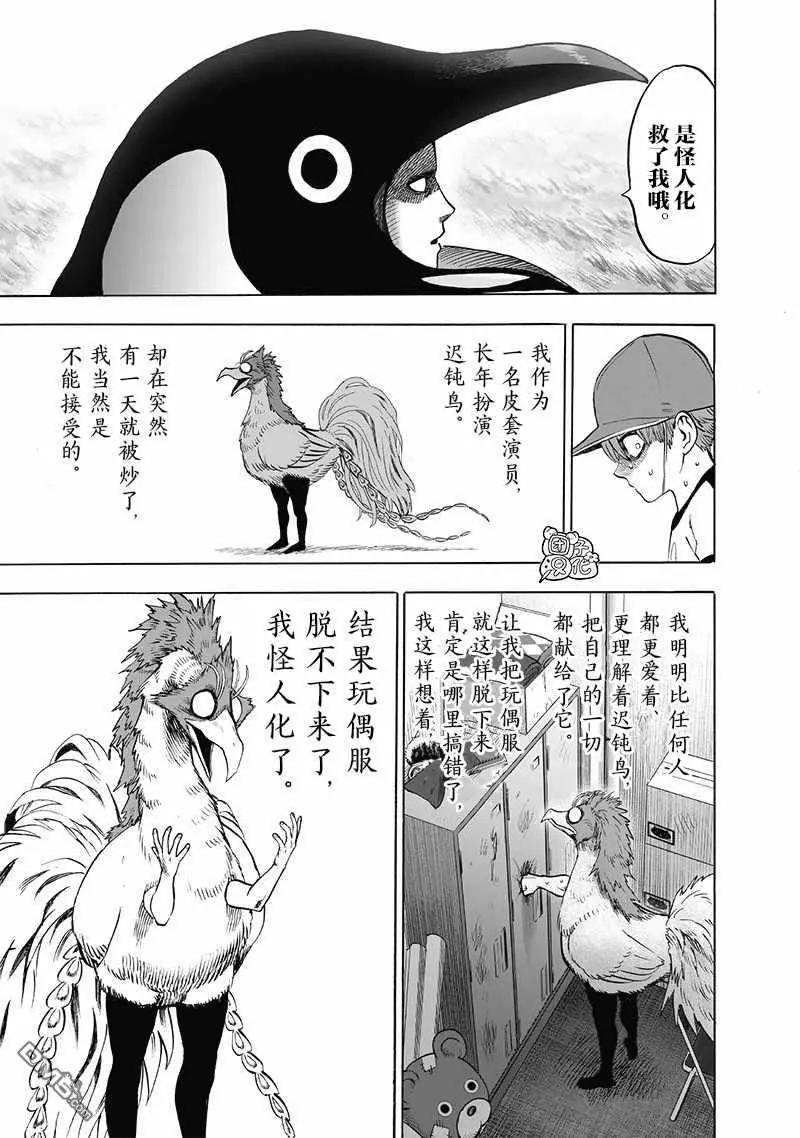 是怪人化
救了我哦。
我作为
一名皮套演员，
长年扮演
迟钝鸟，
却在突然
有一天就被炒了，
我当然是
不能接受的。
团子
汉化
我明明比任何人
都更爱着、
更理解着迟钝鸟，
把自己的一切
都献给了它。
让我把玩偶服
就这样脱下来
肯定是哪里搞错了，
我这样想着，
结果玩偶服
脱不下来了，
我怪人化了。